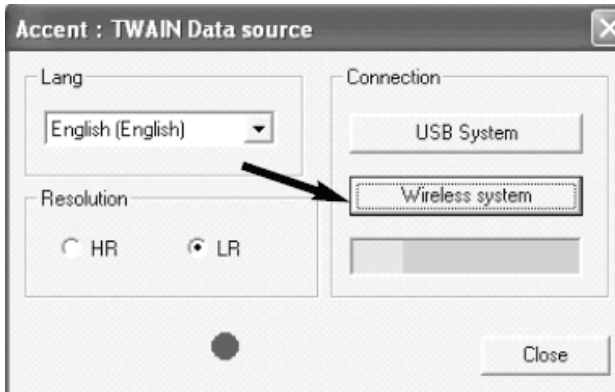 Accent : TWAIN Data source
Lang
English (English)
Resolution
HR
LR
Connection
USB System
Wireless system
Close